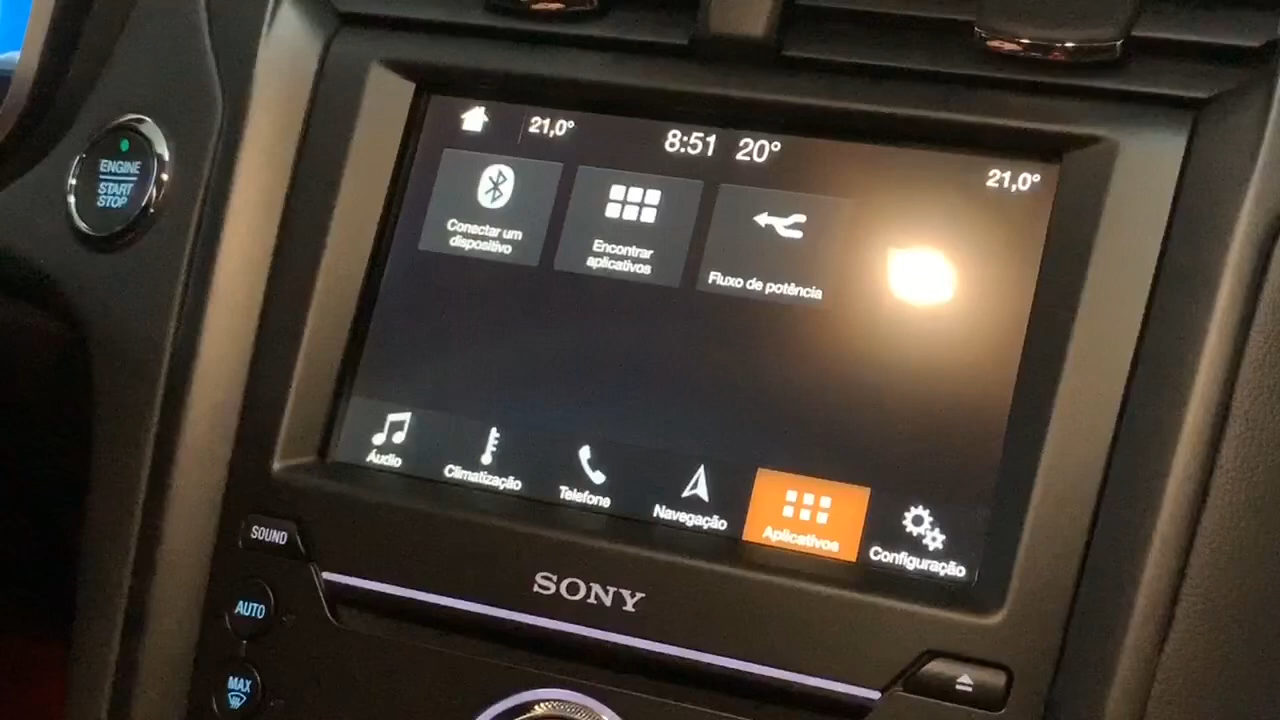 ENGINE
START
STOP
21,0°
8:51 20°
21,0°
Conectar um
dispositivo
Encontrar
aplicativos
Fluxo de potência
Áudio
Climatização
Telefone
Navegação
Aplicativos
Configuração
SOUND
SONY
AUTO
MAX